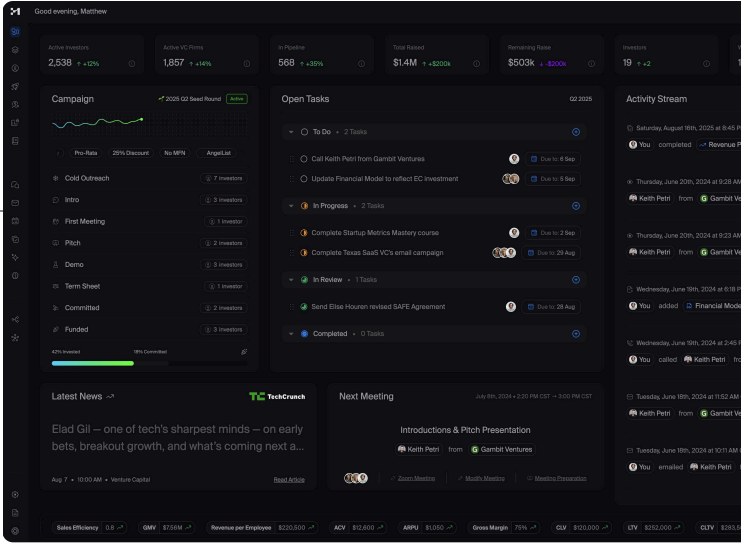 Good evening, Matthew
Active Investors
2,538 ↑ +12%
Active VC Firms
1,857 ↑ +14%
In Pipeline
568 ↑ +35%
Total Raised
$1.4M ↑ +$200k
Remaining Raise
$503k ↓ -$200k
Investors
19 ↑ +2
Campaign
2025 Q2 Seed Round Active
Pro-Rata 25% Discount No MFN AngelList
Cold Outreach 7 Investors
Intro 3 Investors
First Meeting 1 Investor
Pitch 2 Investors
Demo 3 Investors
Term Sheet 1 Investor
Committed 2 Investors
Funded 3 Investors
42% Invested 18% Committed
Open Tasks Q2 2025
To Do • 2 Tasks
Call Keith Petri from Gambit Ventures Due to: 6 Sep
Update Financial Model to reflect EC investment Due to: 5 Sep
In Progress • 2 Tasks
Complete Startup Metrics Mastery course Due to: 2 Sep
Complete Texas SaaS VC's email campaign Due to: 29 Aug
In Review • 1 Tasks
Send Elise Houren revised SAFE Agreement Due to: 28 Aug
Completed • 0 Tasks
Activity Stream
Saturday, August 16th, 2025 at 8:45 P
You completed Revenue P
Thursday, June 20th, 2024 at 9:28 AM
Keith Petri from G Gambit Ve
Thursday, June 20th, 2024 at 9:23 AM
Keith Petri from G Gambit Ve
Wednesday, June 19th, 2024 at 6:18 P
You added Financial Mode
Wednesday, June 19th, 2024 at 2:45 P
You called Keith Petri fro
Tuesday, June 18th, 2024 at 11:52 AM
Keith Petri from G Gambit Ve
Tuesday, June 18th, 2024 at 10:11 AM
You emailed Keith Petri
Latest News TechCrunch
Elad Gil — one of tech's sharpest minds — on early
bets, breakout growth, and what's coming next a...
Aug 7 • 10:00 AM • Venture Capital Read Article
Next Meeting July 8th, 2024 • 2:30 PM CST → 3:00 PM CST
Introductions & Pitch Presentation
Keith Petri from G Gambit Ventures
Zoom Meeting Modify Meeting Meeting Preparation
Sales Efficiency 0.8 GMV $7.56M Revenue per Employee $220,500 ACV $12,600 ARPU $1,050 Gross Margin 75% CLV $120,000 LTV $252,000 CLTV